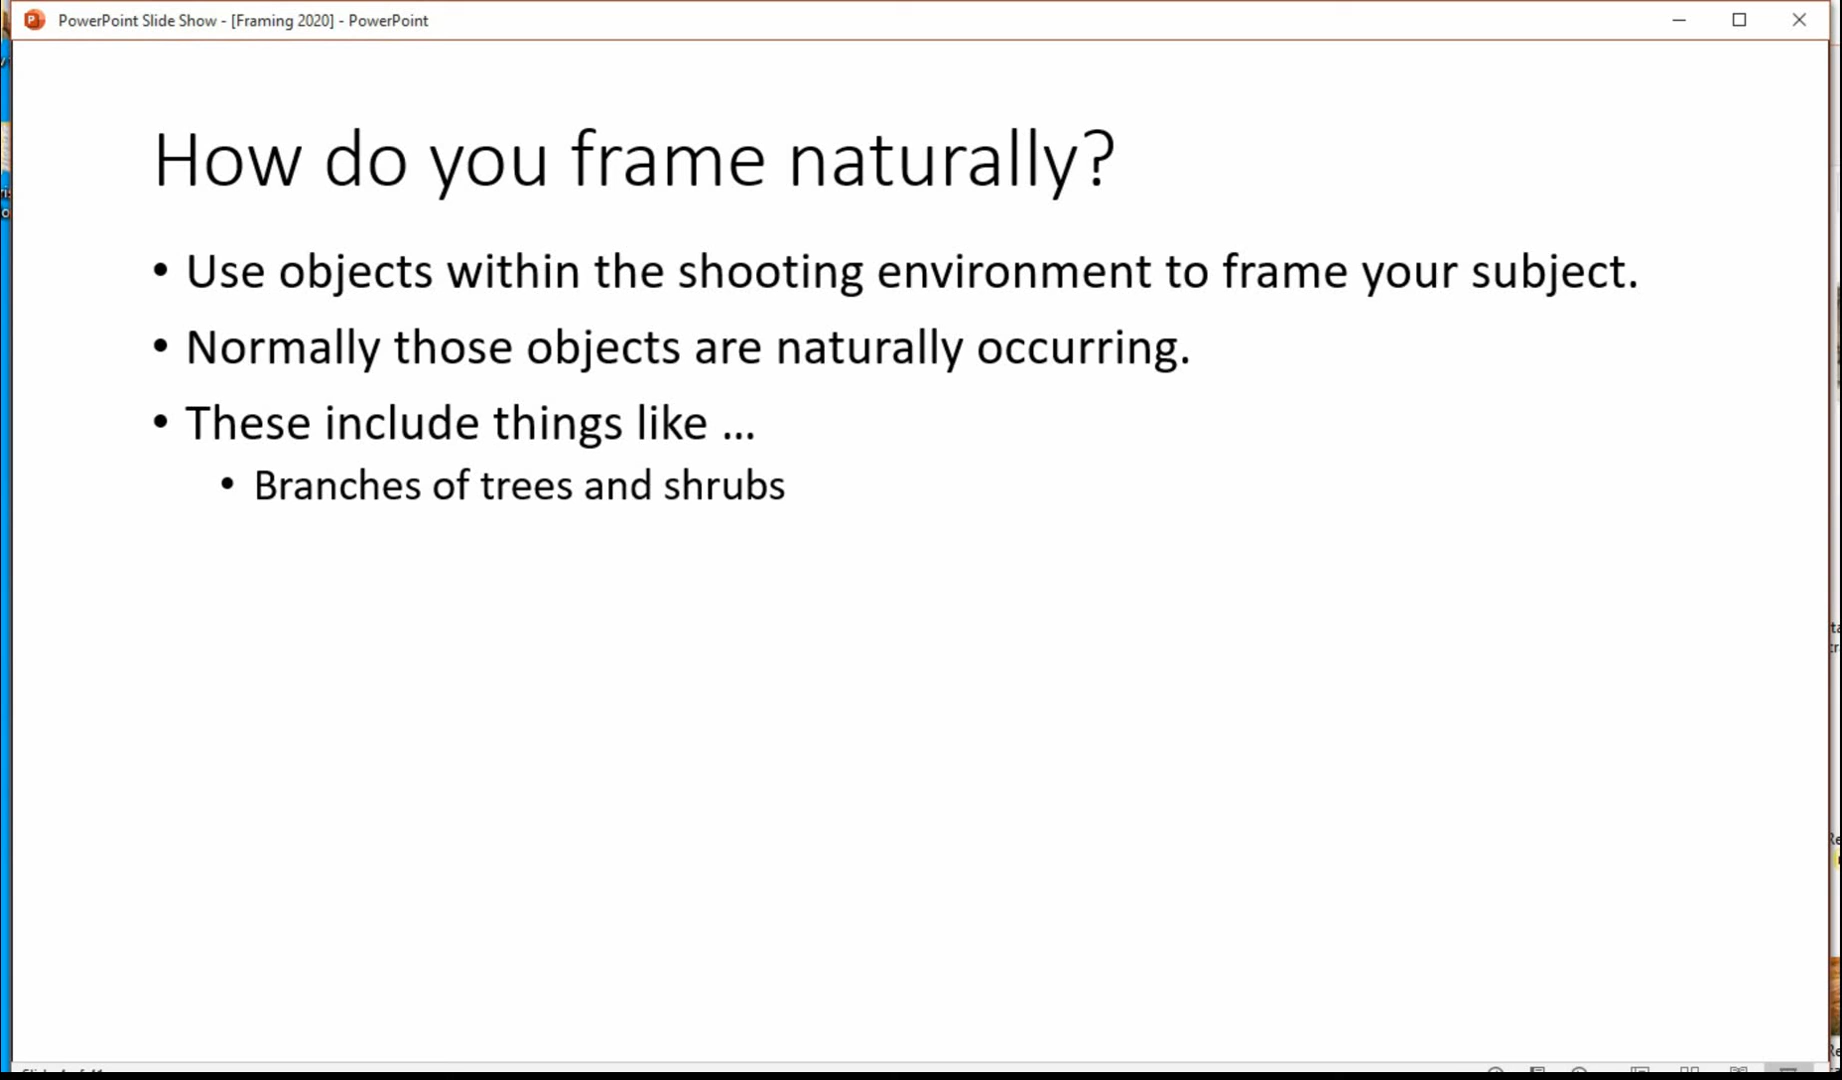 PowerPoint Slide Show - [Framing 2020] - PowerPoint
How do you frame naturally?
• Use objects within the shooting environment to frame your subject.
• Normally those objects are naturally occurring.
• These include things like ...
• Branches of trees and shrubs